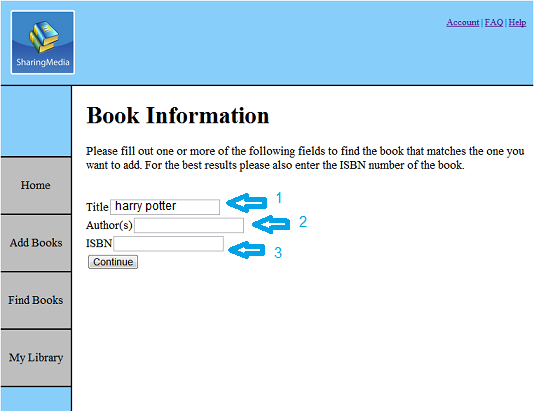 SharingMedia
Account | FAQ | Help
Book Information
Please fill out one or more of the following fields to find the book that matches the one you
want to add. For the best results please also enter the ISBN number of the book.
Title harry potter 1
Author(s) 2
ISBN 3
Continue
Home
Add Books
Find Books
My Library